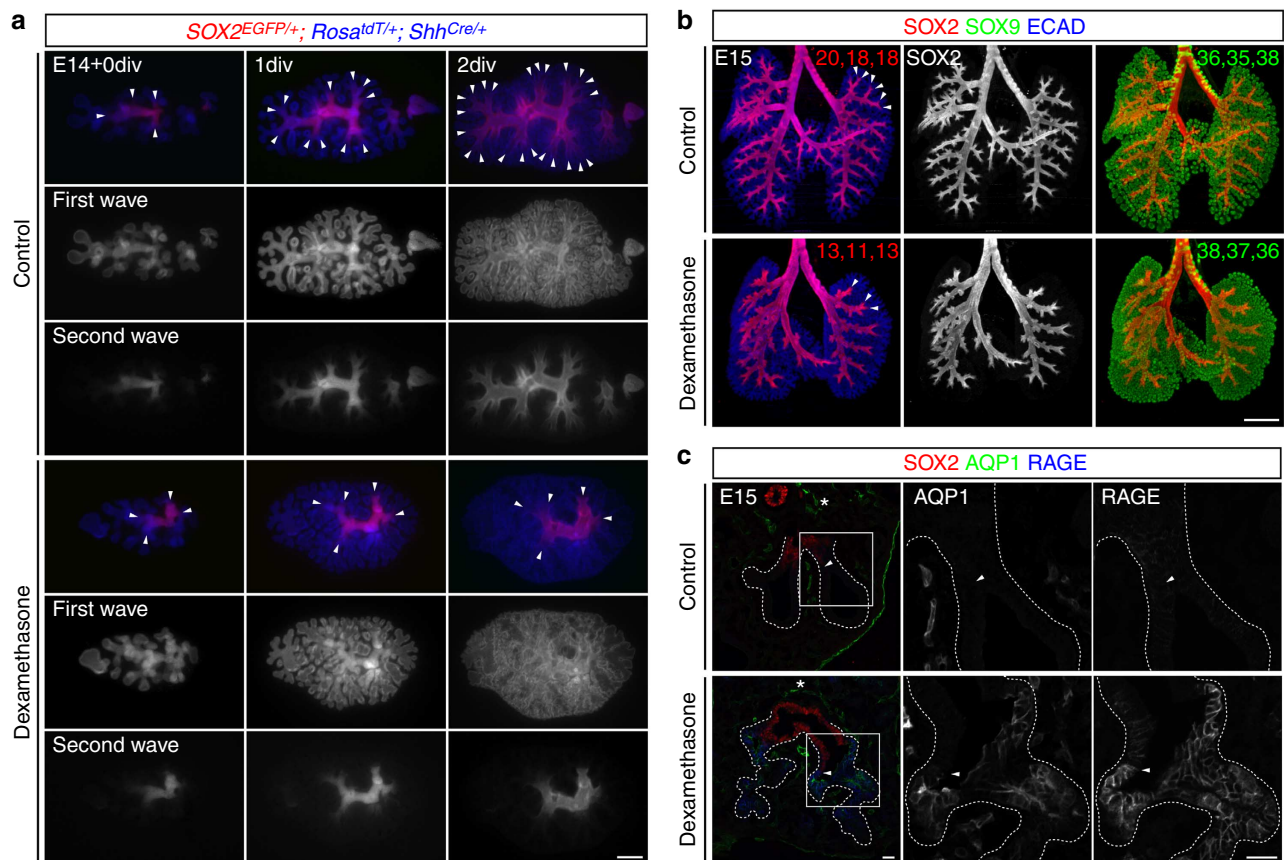 a
SOX2EGFP/+; RosatdT/+; ShhCre/+
E14+0div
1div
2div
Control
First wave
Second wave
Dexamethasone
First wave
Second wave
b
SOX2 SOX9 ECAD
E15
20,18,18
SOX2
36,35,38
Control
13,11,13
38,37,36
Dexamethasone
c
SOX2 AQP1 RAGE
E15
*
AQP1
RAGE
Control
*
Dexamethasone